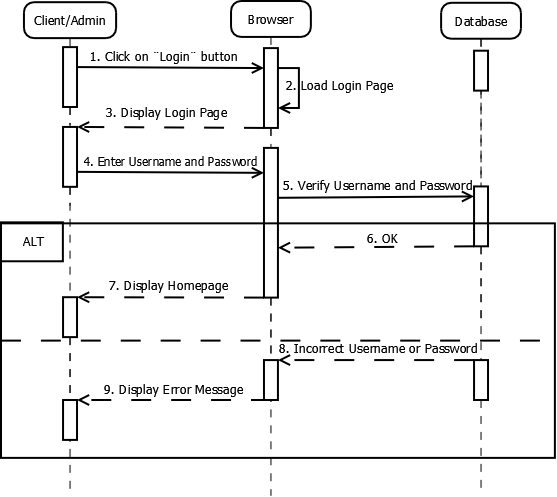 Client/Admin
Browser
Database
1. Click on ¨Login¨ button
2. Load Login Page
3. Display Login Page
4. Enter Username and Password
5. Verify Username and Password
ALT
6. OK
7. Display Homepage
8. Incorrect Username or Password
9. Display Error Message